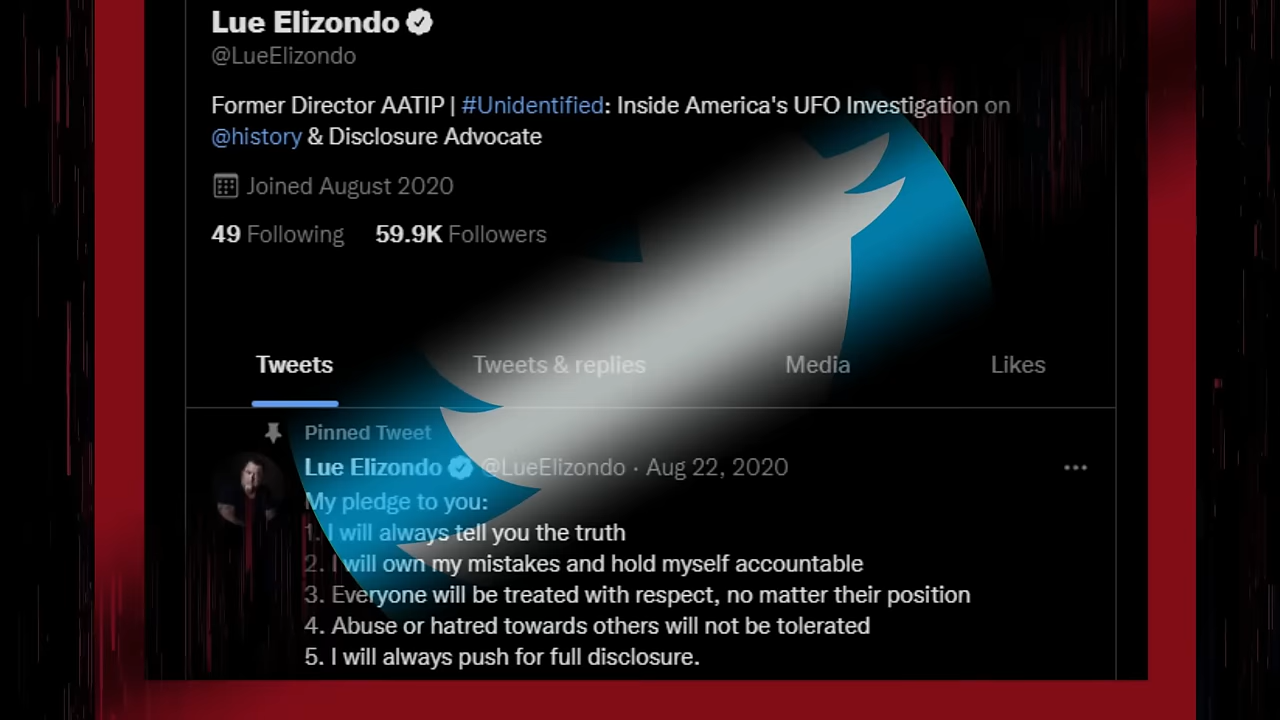 Lue Elizondo
@LueElizondo
Former Director AATIP | #Unidentified: Inside America's UFO Investigation on
@history & Disclosure Advocate
Joined August 2020
49 Following 59.9K Followers
Tweets Tweets & replies Media Likes
Pinned Tweet
Lue Elizondo @LueElizondo · Aug 22, 2020
My pledge to you:
1. I will always tell you the truth
2. I will own my mistakes and hold myself accountable
3. Everyone will be treated with respect, no matter their position
4. Abuse or hatred towards others will not be tolerated
5. I will always push for full disclosure.